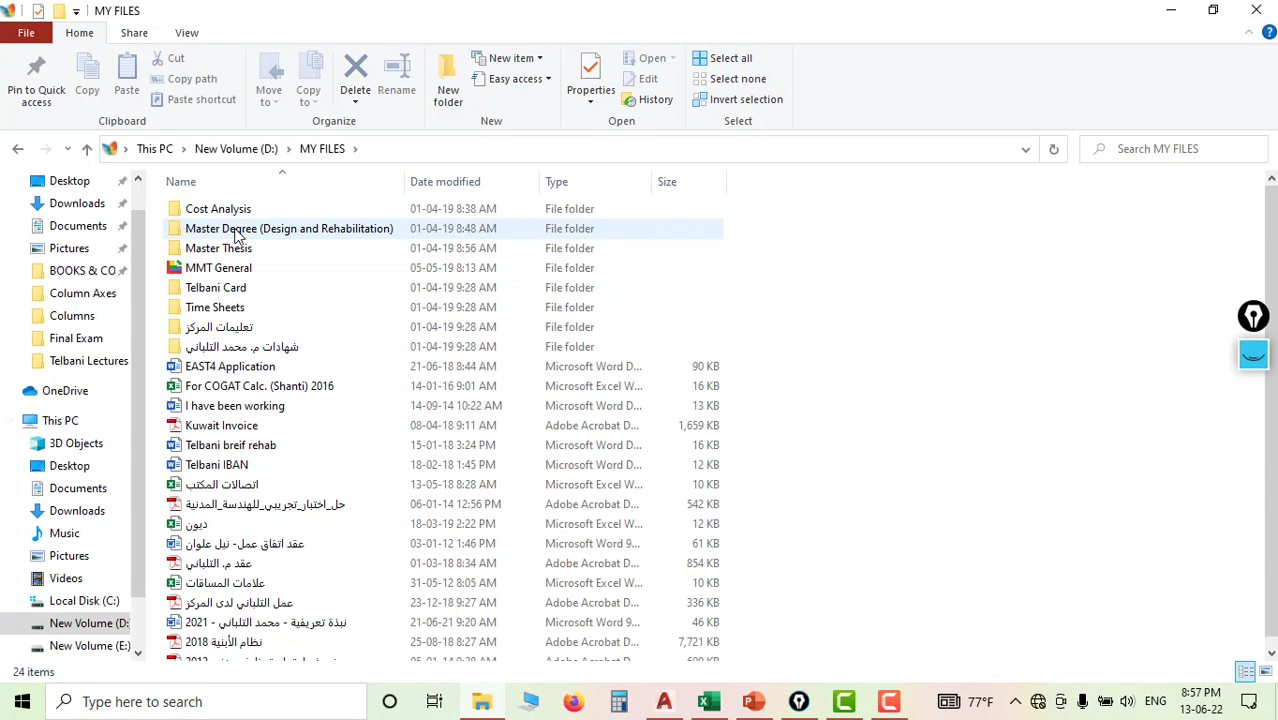 MY FILES
File Home Share View
Pin to Quick access
Copy
Paste
Cut
Copy path
Paste shortcut
Clipboard
Move to
Copy to
Delete
Rename
Organize
New folder
New item
Easy access
New
Properties
Open
Edit
History
Open
Select all
Select none
Invert selection
Select
This PC New Volume (D:) MY FILES
Search MY FILES
Name Date modified Type Size
Desktop
Downloads
Documents
Pictures
BOOKS & CO
Column Axes
Columns
Final Exam
Telbani Lectures
OneDrive
This PC
3D Objects
Desktop
Documents
Downloads
Music
Pictures
Videos
Local Disk (C:)
New Volume (D:
New Volume (E:)
Cost Analysis 01-04-19 8:38 AM File folder
Master Degree (Design and Rehabilitation) 01-04-19 8:48 AM File folder
Master Thesis 01-04-19 8:56 AM File folder
MMT General 05-05-19 8:13 AM File folder
Telbani Card 01-04-19 9:28 AM File folder
Time Sheets 01-04-19 9:28 AM File folder
تعليمات المركز 01-04-19 9:28 AM File folder
شهادات م. محمد التلباني 01-04-19 9:28 AM File folder
EAST4 Application 21-06-18 8:44 AM Microsoft Word D... 90 KB
For COGAT Calc. (Shanti) 2016 14-01-16 9:01 AM Microsoft Excel W... 16 KB
I have been working 14-09-14 10:22 AM Microsoft Word D... 13 KB
Kuwait Invoice 08-04-18 9:11 AM Adobe Acrobat D... 1,659 KB
Telbani breif rehab 15-01-18 3:24 PM Microsoft Word D... 16 KB
Telbani IBAN 18-02-18 1:45 PM Microsoft Word D... 12 KB
اتصالات المكتب 13-05-18 8:28 AM Microsoft Excel W... 10 KB
حل_اختبار_تجريبي_للهندسة_المدنية 06-01-14 12:56 PM Adobe Acrobat D... 542 KB
ديون 18-03-19 2:22 PM Microsoft Excel W... 12 KB
عقد اتفاق عمل- نيل علوان 03-01-12 1:46 PM Microsoft Word 9... 61 KB
عقد م. التلباني 01-03-18 8:34 AM Adobe Acrobat D... 854 KB
علامات المساقات 31-05-12 8:05 AM Microsoft Excel W... 10 KB
عمل التلباني لدى المركز 23-12-18 9:27 AM Adobe Acrobat D... 336 KB
نبذة تعريفية - محمد التلباني - 2021 21-06-21 9:20 AM Microsoft Word 9... 46 KB
نظام الأبنية 2018 25-08-18 8:27 AM Adobe Acrobat D... 7,721 KB
24 items
Type here to search
77°F
ENG
8:57 PM
13-06-22